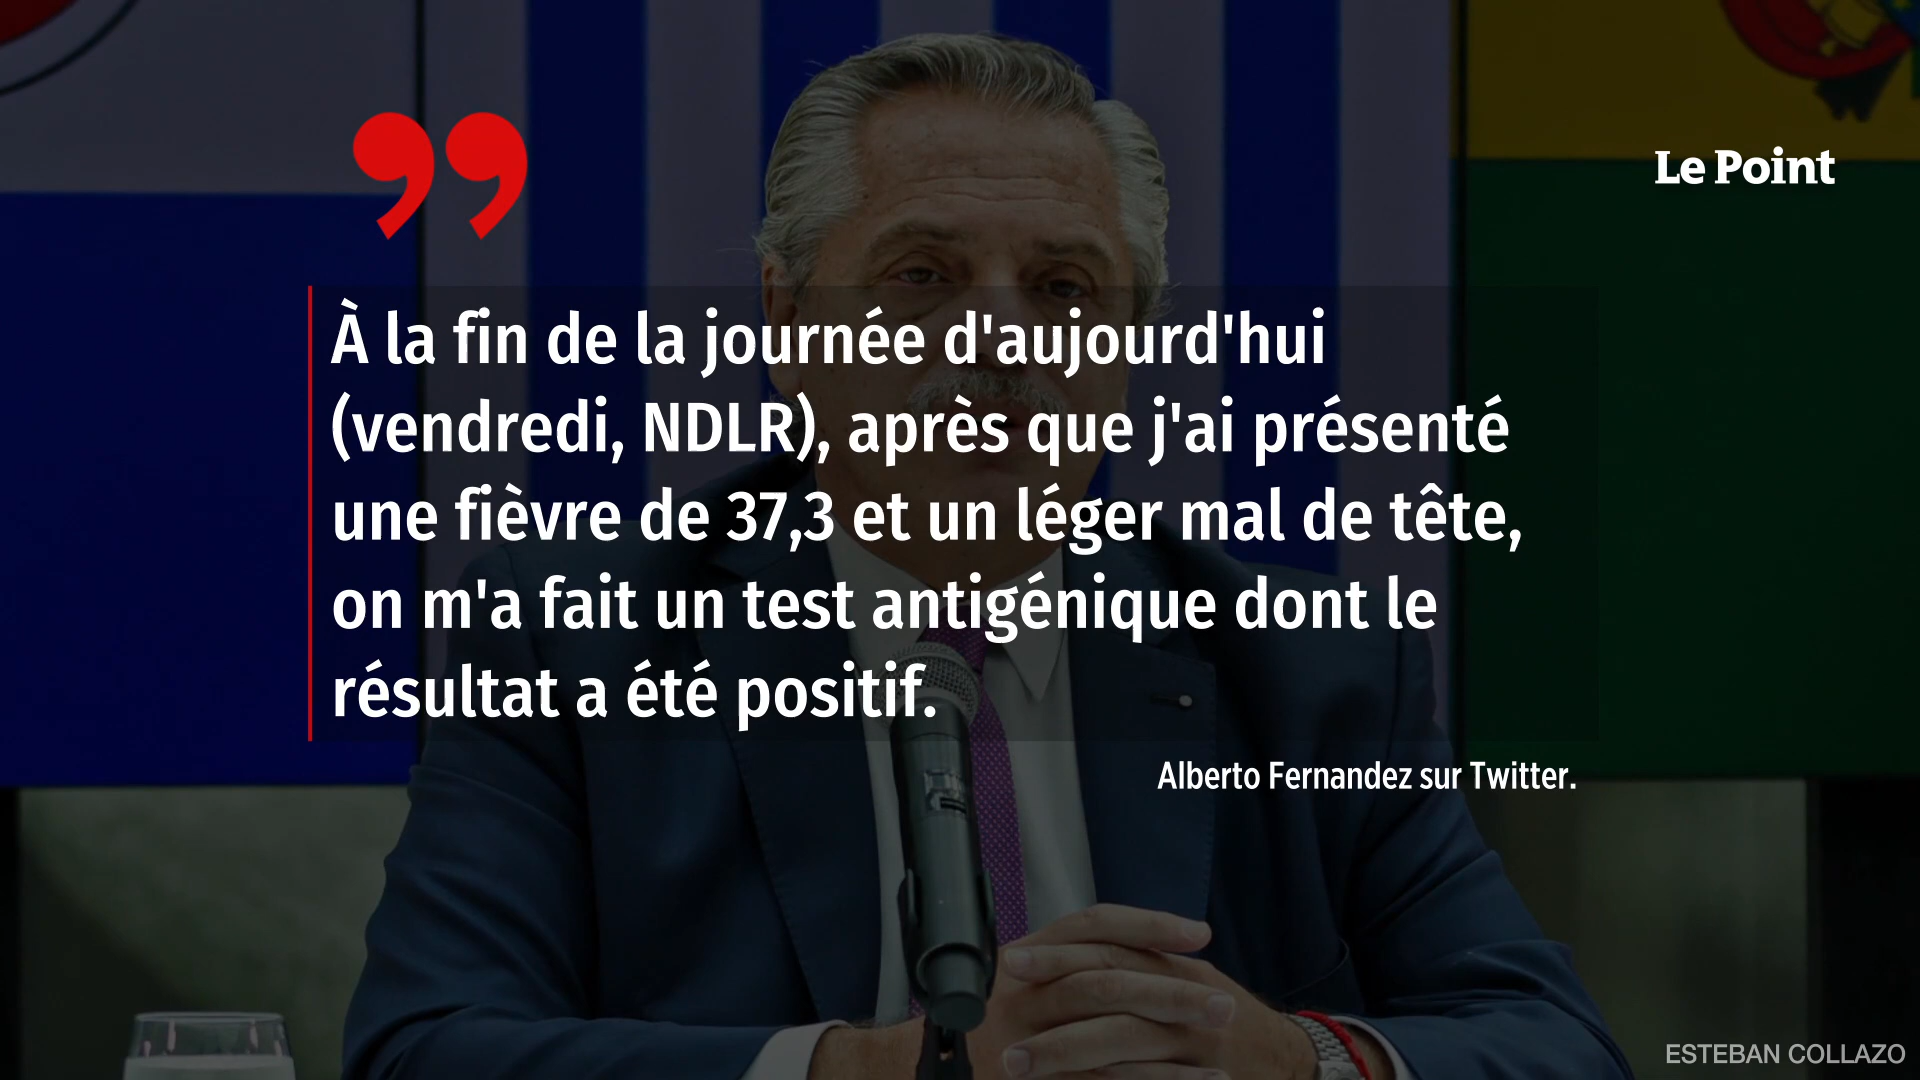 Le Point
À la fin de la journée d'aujourd'hui
(vendredi, NDLR), après que j'ai présenté
une fièvre de 37,3 et un léger mal de tête,
on m'a fait un test antigénique dont le
résultat a été positif.
Alberto Fernandez sur Twitter.
ESTEBAN COLLAZO